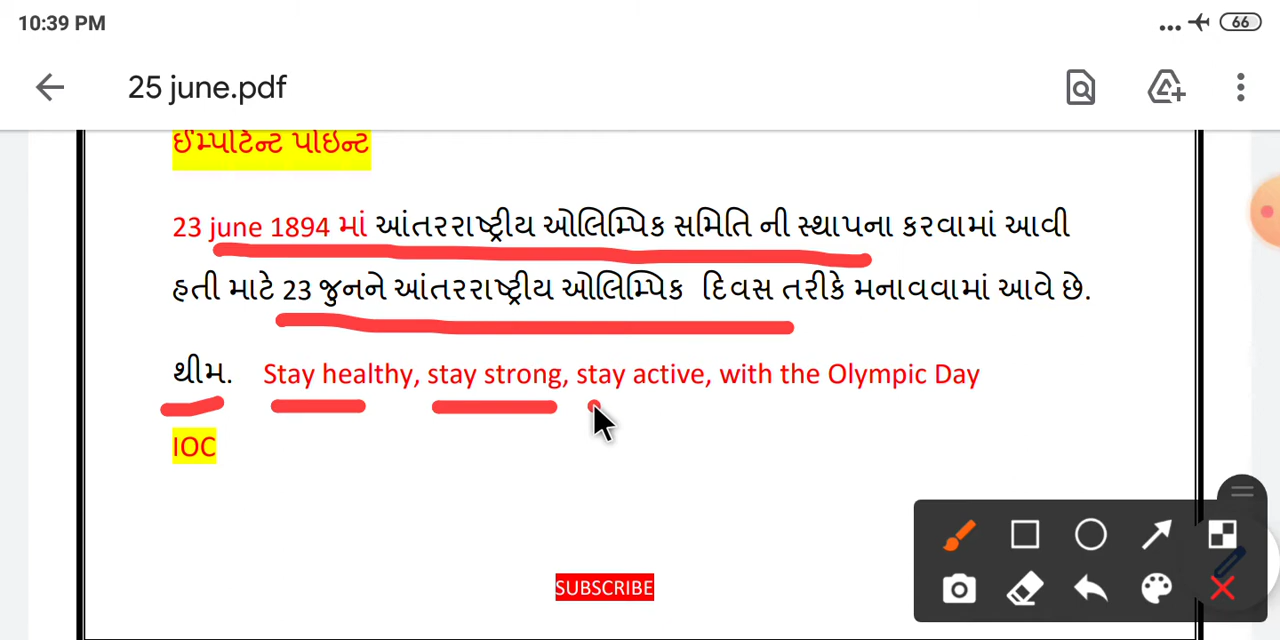 10:39 PM
66
25 june.pdf
ઈમ્પોર્ટન્ટ પોઇન્ટ
23 june 1894 માં આંતરરાષ્ટ્રીય ઓલિમ્પિક સમિતિ ની સ્થાપના કરવામાં આવી
હતી માટે 23 જુનને આંતરરાષ્ટ્રીય ઓલિમ્પિક દિવસ તરીકે મનાવવામાં આવે છે.
થીમ. Stay healthy, stay strong, stay active, with the Olympic Day
IOC
SUBSCRIBE